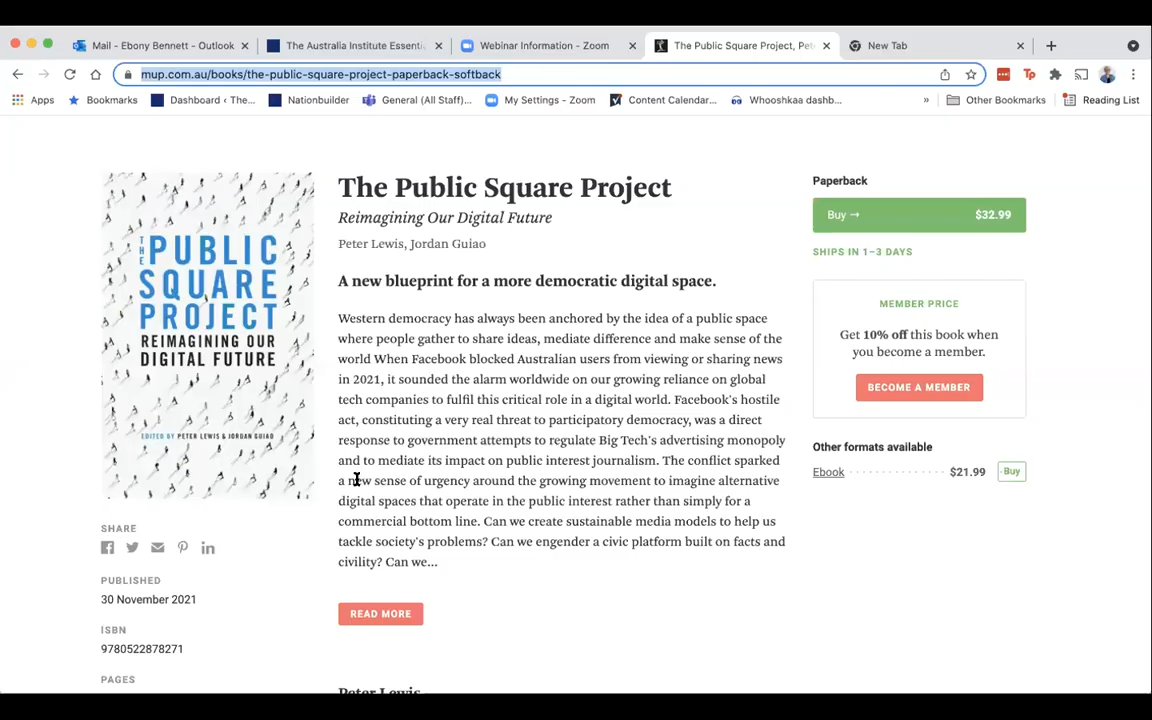 Mail - Ebony Bennett - Outlook
The Australia Institute Essenti
Webinar Information - Zoom
The Public Square Project, Pet
New Tab
mup.com.au/books/the-public-square-project-paperback-softback
Apps
Bookmarks
Dashboard ‹ The...
Nationbuilder
General (All Staff)...
My Settings - Zoom
Content Calendar...
Whooshkaa dashb...
»
Other Bookmarks
Reading List
THE PUBLIC
SQUARE
PROJECT
REIMAGINING OUR
DIGITAL FUTURE
EDITED BY PETER LEWIS & JORDAN GUIAO
SHARE
PUBLISHED
30 November 2021
ISBN
9780522878271
PAGES
The Public Square Project
Reimagining Our Digital Future
Peter Lewis, Jordan Guiao
A new blueprint for a more democratic digital space.
Western democracy has always been anchored by the idea of a public space
where people gather to share ideas, mediate difference and make sense of the
world When Facebook blocked Australian users from viewing or sharing news
in 2021, it sounded the alarm worldwide on our growing reliance on global
tech companies to fulfil this critical role in a digital world. Facebook's hostile
act, constituting a very real threat to participatory democracy, was a direct
response to government attempts to regulate Big Tech's advertising monopoly
and to mediate its impact on public interest journalism. The conflict sparked
a new sense of urgency around the growing movement to imagine alternative
digital spaces that operate in the public interest rather than simply for a
commercial bottom line. Can we create sustainable media models to help us
tackle society's problems? Can we engender a civic platform built on facts and
civility? Can we...
READ MORE
Peter Lewis
Paperback
Buy → $32.99
SHIPS IN 1–3 DAYS
MEMBER PRICE
Get 10% off this book when
you become a member.
BECOME A MEMBER
Other formats available
Ebook $21.99 Buy